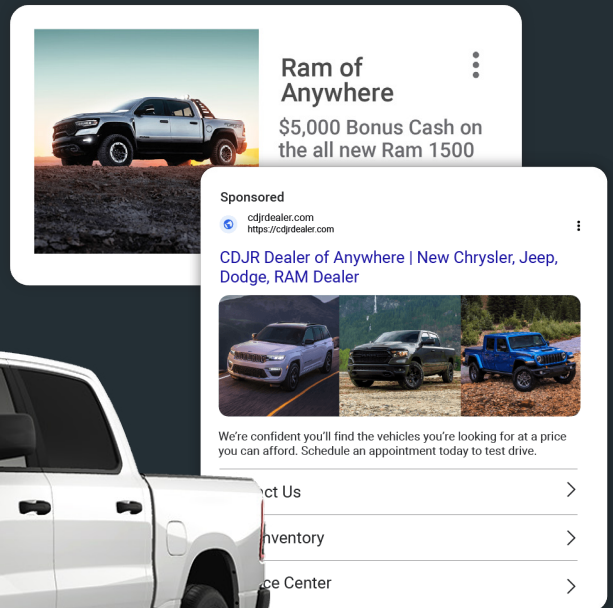 Ram of
Anywhere
$5,000 Bonus Cash on
the all new Ram 1500
Sponsored
cdjrdealer.com
https://cdjrdealer.com
CDJR Dealer of Anywhere | New Chrysler, Jeep,
Dodge, RAM Dealer
We're confident you'll find the vehicles you're looking for at a price
you can afford. Schedule an appointment today to test drive.
ct Us
nventory
ce Center